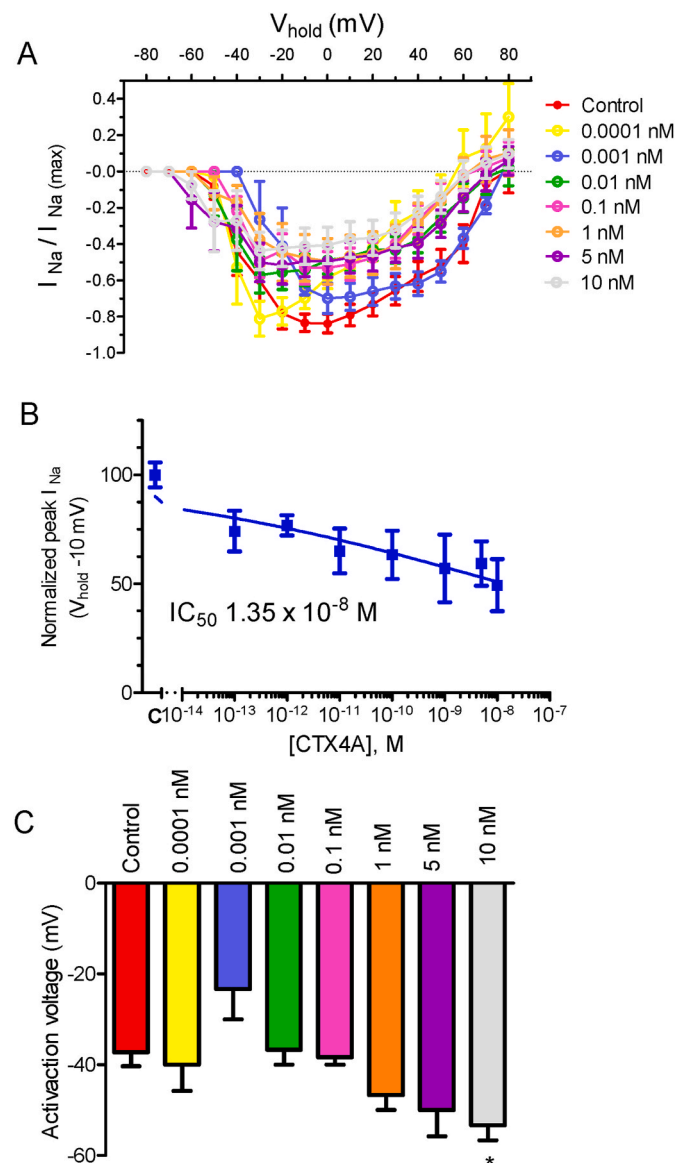 V_hold (mV)
A
-80 -60 -40 -20 0 20 40 60 80
0.4
0.2
-0.0
-0.2
-0.4
-0.6
-0.8
-1.0
I_Na / I_Na (max)
Control
0.0001 nM
0.001 nM
0.01 nM
0.1 nM
1 nM
5 nM
10 nM
B
Normalized peak I_Na
(V_hold -10 mV)
100
50
0
IC50 1.35 x 10^-8 M
C 10^-14 10^-13 10^-12 10^-11 10^-10 10^-9 10^-8 10^-7
[CTX4A], M
C
Control
0.0001 nM
0.001 nM
0.01 nM
0.1 nM
1 nM
5 nM
10 nM
Activaction voltage (mV)
0
-20
-40
-60
*